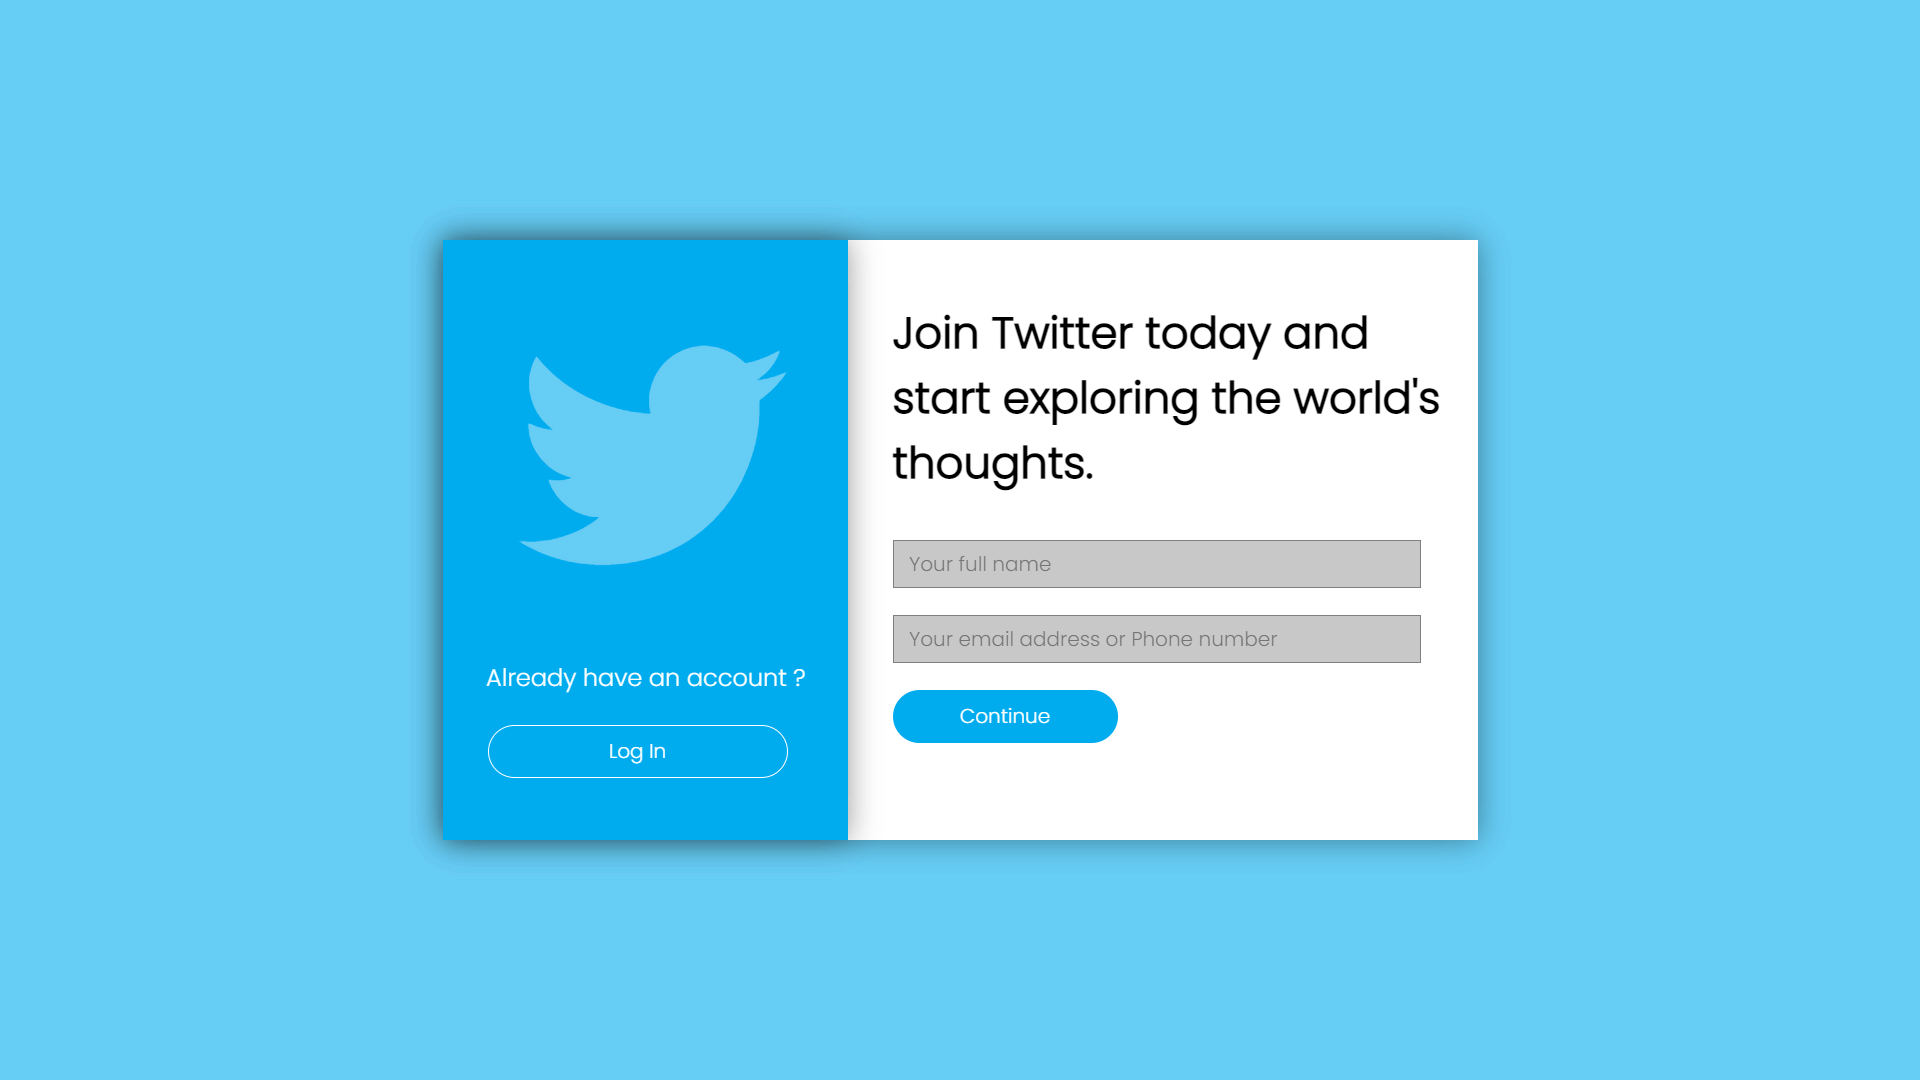 Already have an account ?
Log In
Join Twitter today and
start exploring the world's
thoughts.
Your full name
Your email address or Phone number
Continue